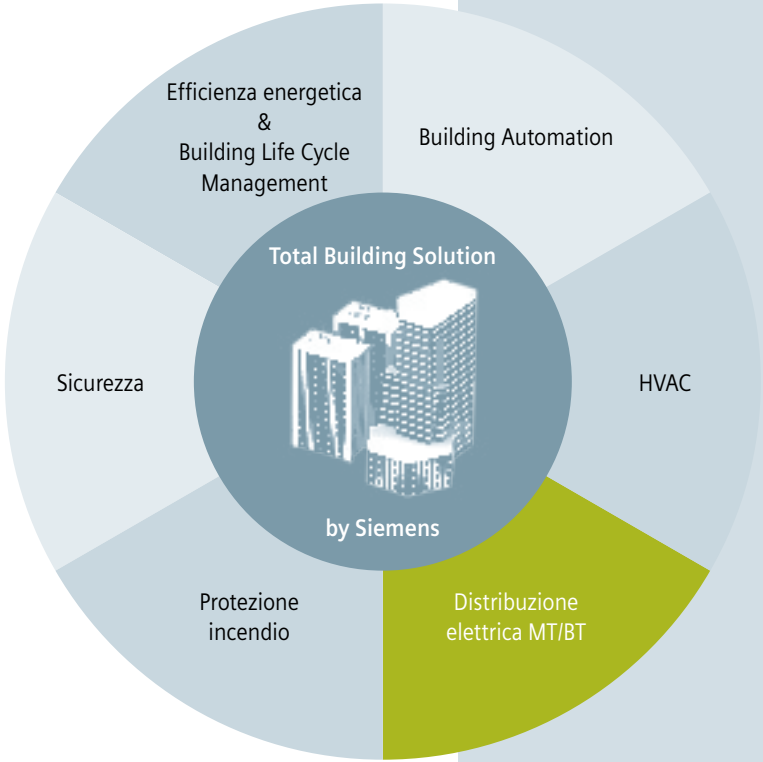 Efficienza energetica
&
Building Life Cycle
Management
Building Automation
Total Building Solution
Sicurezza
HVAC
by Siemens
Protezione
incendio
Distribuzione
elettrica MT/BT